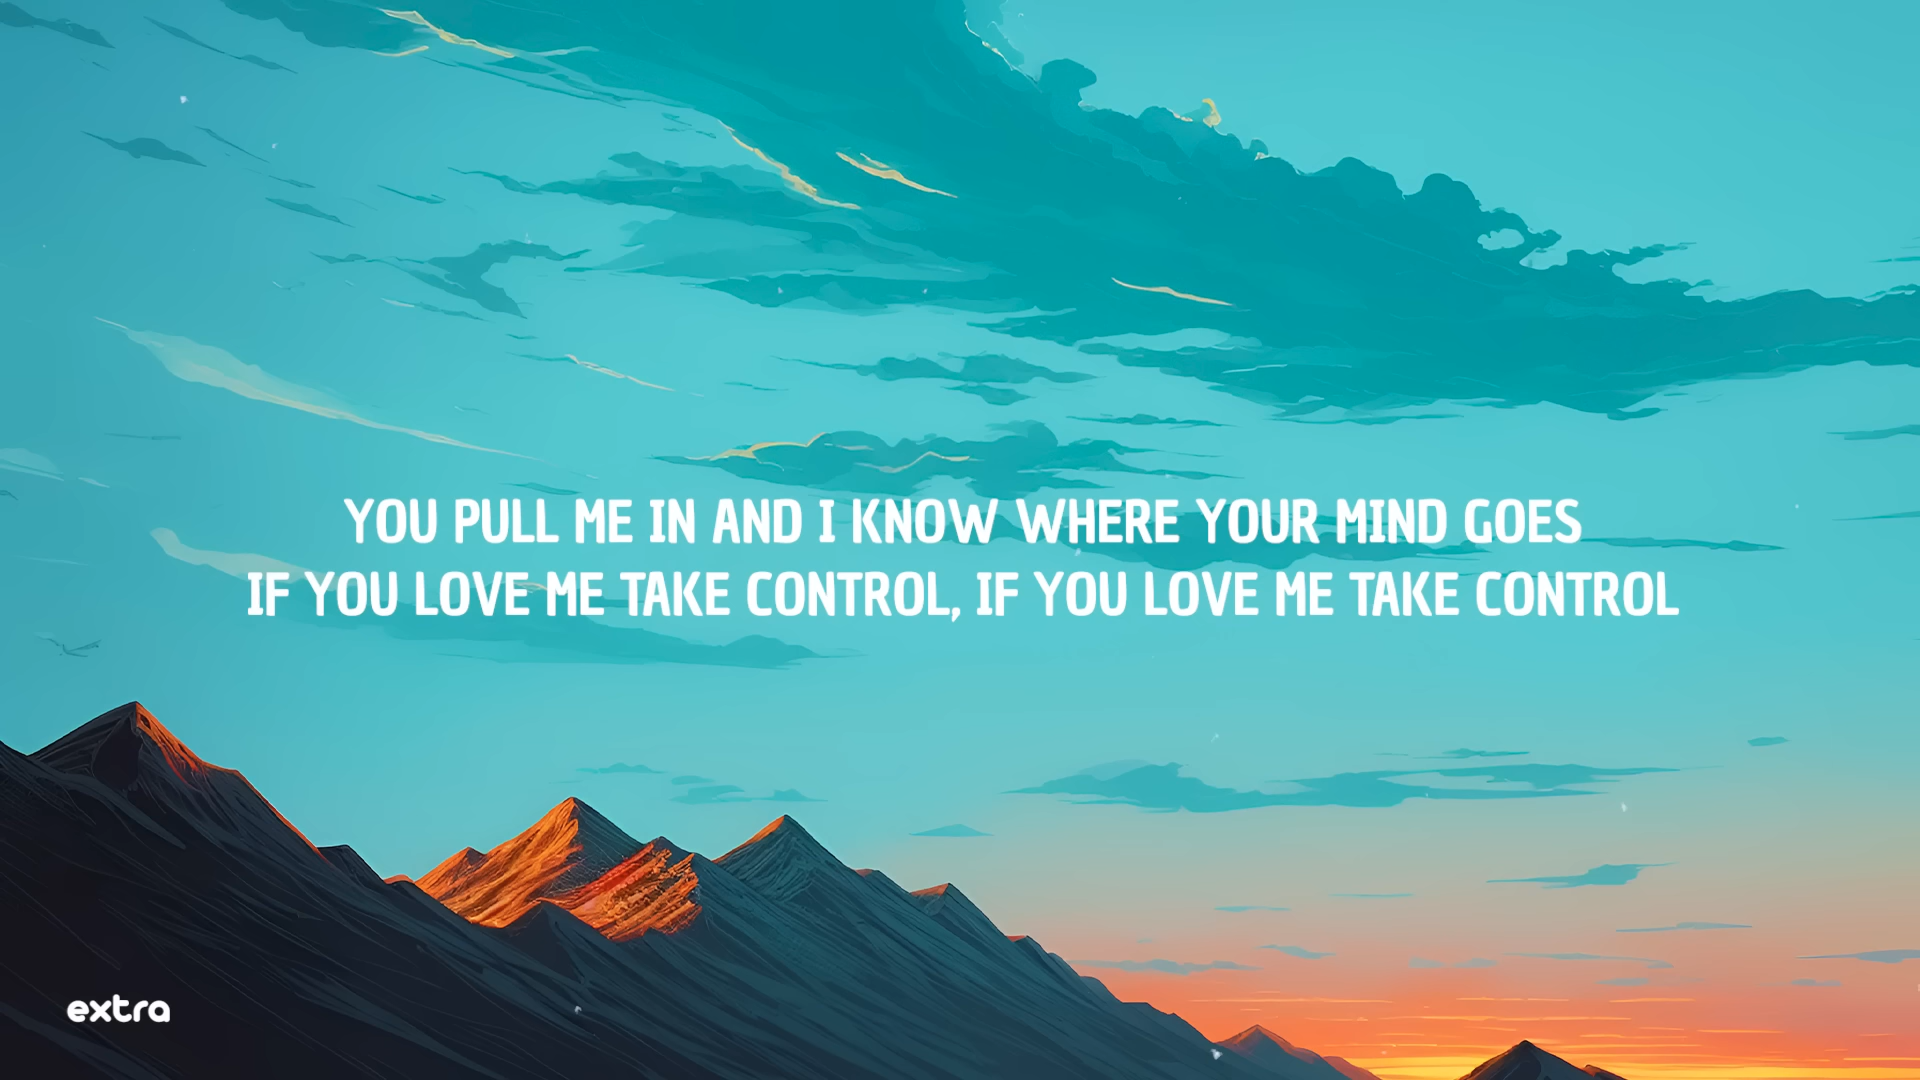 YOU PULL ME IN AND I KNOW WHERE YOUR MIND GOES
IF YOU LOVE ME TAKE CONTROL, IF YOU LOVE ME TAKE CONTROL
extra